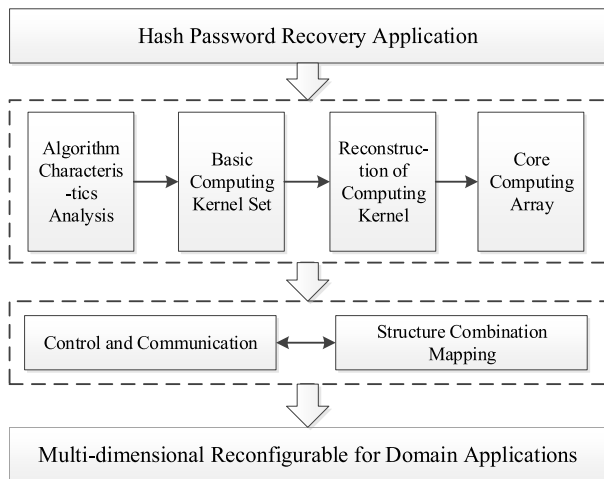 Hash Password Recovery Application
Algorithm
Characteris
-tics
Analysis
Basic
Computing
Kernel Set
Reconstruc-
tion of
Computing
Kernel
Core
Computing
Array
Control and Communication
Structure Combination
Mapping
Multi-dimensional Reconfigurable for Domain Applications